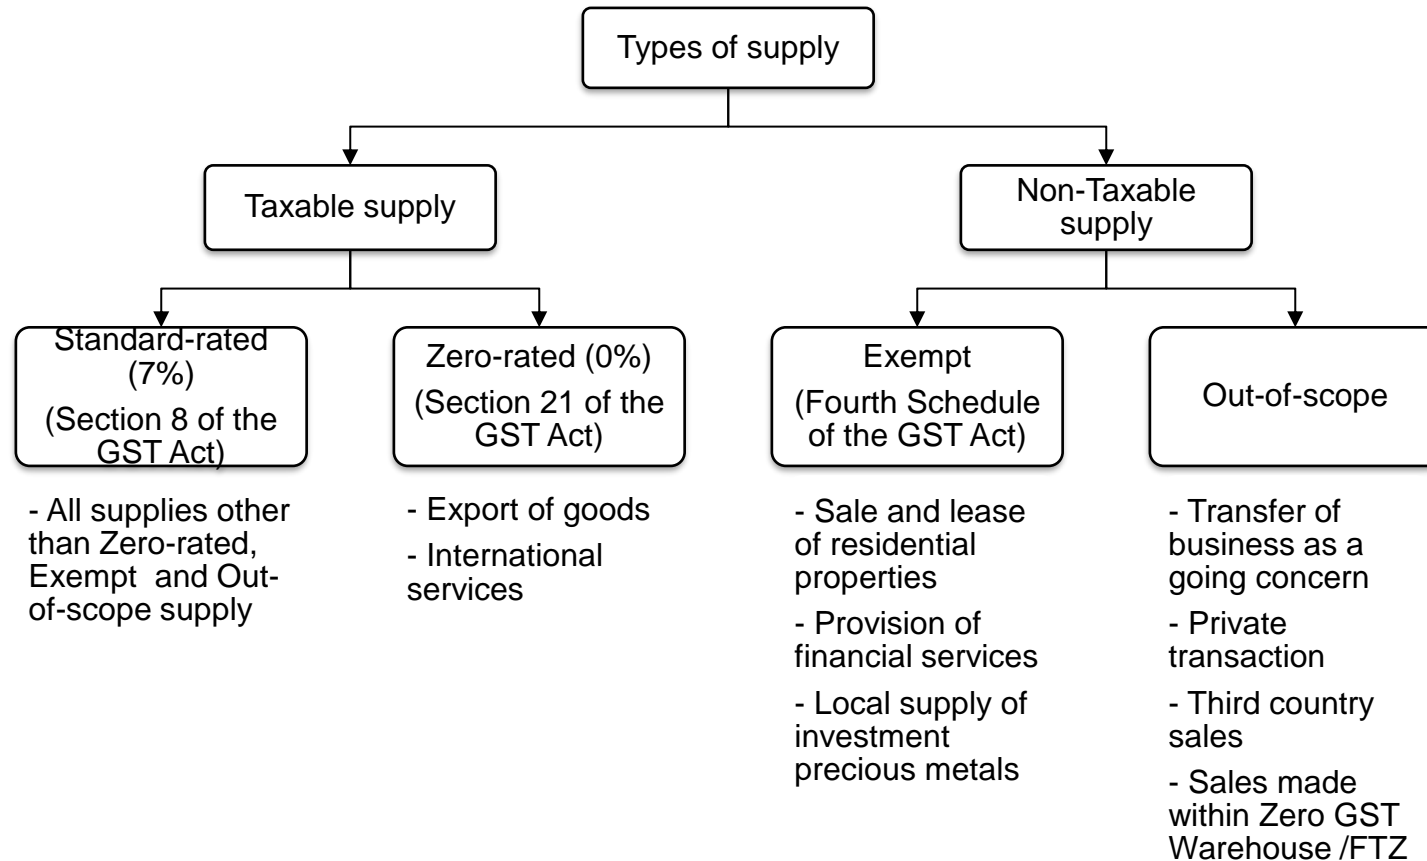 Types of supply
Taxable supply
Non-Taxable
supply
Standard-rated
(7%)
(Section 8 of the
GST Act)
Zero-rated (0%)
(Section 21 of the
GST Act)
Exempt
(Fourth Schedule
of the GST Act)
Out-of-scope
- All supplies other
than Zero-rated,
Exempt  and Out-
of-scope supply
- Export of goods
- International
services
- Sale and lease
of residential
properties
- Provision of
financial services
- Local supply of
investment
precious metals
- Transfer of
business as a
going concern
- Private
transaction
- Third country
sales
- Sales made
within Zero GST
Warehouse /FTZ